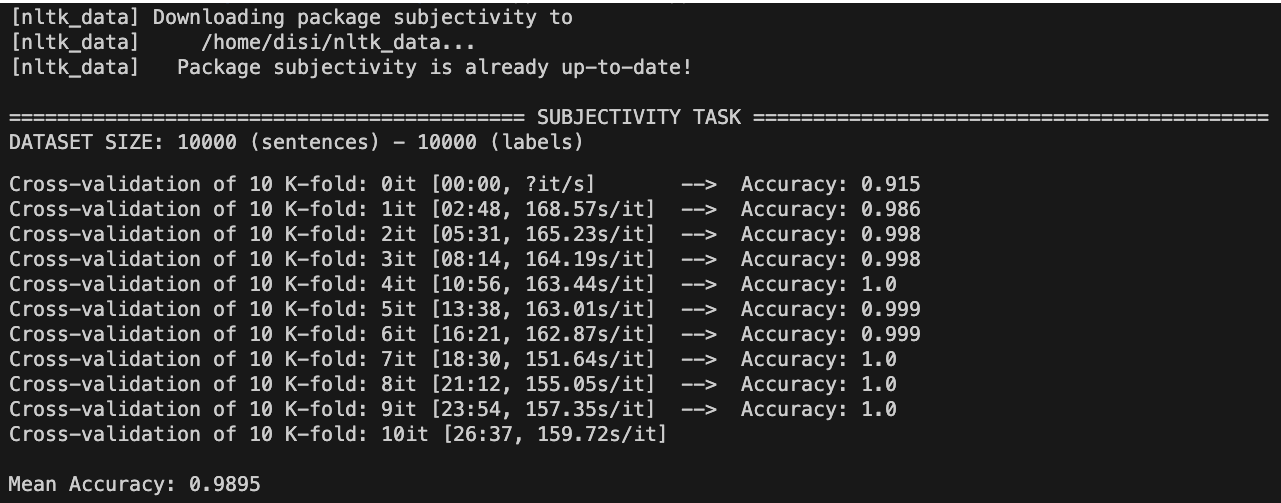 [nltk_data] Downloading package subjectivity to
[nltk_data]     /home/disi/nltk_data...
[nltk_data]   Package subjectivity is already up-to-date!
=========================================== SUBJECTIVITY TASK ===========================================
DATASET SIZE: 10000 (sentences) - 10000 (labels)
Cross-validation of 10 K-fold: 0it [00:00, ?it/s]       -->  Accuracy: 0.915
Cross-validation of 10 K-fold: 1it [02:48, 168.57s/it]  -->  Accuracy: 0.986
Cross-validation of 10 K-fold: 2it [05:31, 165.23s/it]  -->  Accuracy: 0.998
Cross-validation of 10 K-fold: 3it [08:14, 164.19s/it]  -->  Accuracy: 0.998
Cross-validation of 10 K-fold: 4it [10:56, 163.44s/it]  -->  Accuracy: 1.0
Cross-validation of 10 K-fold: 5it [13:38, 163.01s/it]  -->  Accuracy: 0.999
Cross-validation of 10 K-fold: 6it [16:21, 162.87s/it]  -->  Accuracy: 0.999
Cross-validation of 10 K-fold: 7it [18:30, 151.64s/it]  -->  Accuracy: 1.0
Cross-validation of 10 K-fold: 8it [21:12, 155.05s/it]  -->  Accuracy: 1.0
Cross-validation of 10 K-fold: 9it [23:54, 157.35s/it]  -->  Accuracy: 1.0
Cross-validation of 10 K-fold: 10it [26:37, 159.72s/it]
Mean Accuracy: 0.9895